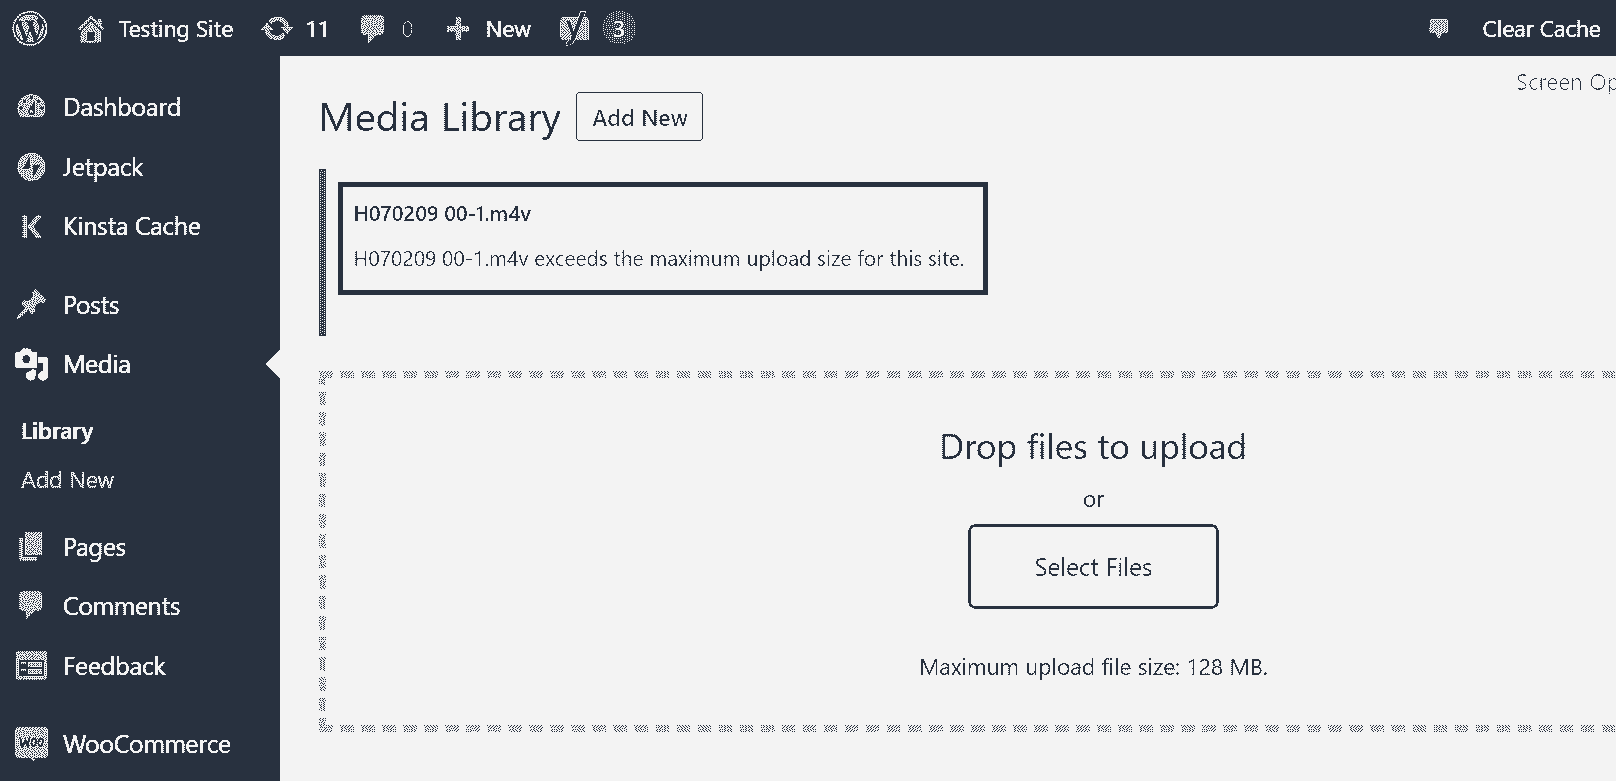 Testing Site 11 0 New 3 Clear Cache
Screen Op
Dashboard
Jetpack
Kinsta Cache
Posts
Media
Library
Add New
Pages
Comments
Feedback
WOO WooCommerce
Media Library Add New
H070209 00-1.m4v
H070209 00-1.m4v exceeds the maximum upload size for this site.
Drop files to upload
or
Select Files
Maximum upload file size: 128 MB.